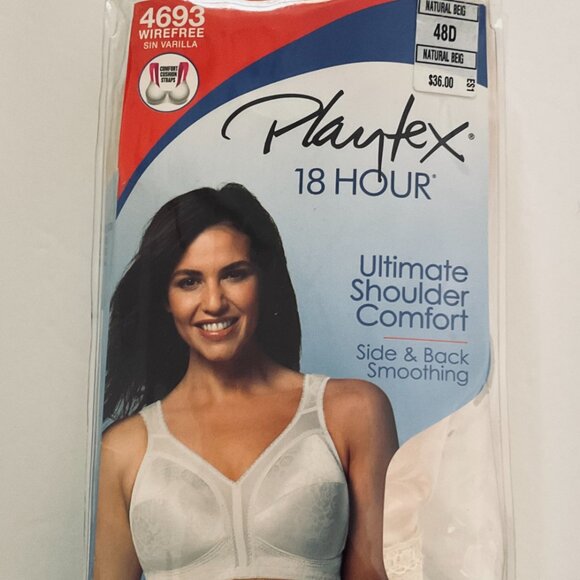 4693
WIREFREE
SIN VARILLA
COMFORT
CUSHION
STRAPS
NATURAL BEIG
48D
NATURAL BEIG
$36.00
ES1
Playtex®
18 HOUR®
Ultimate
Shoulder
Comfort
Side & Back
Smoothing